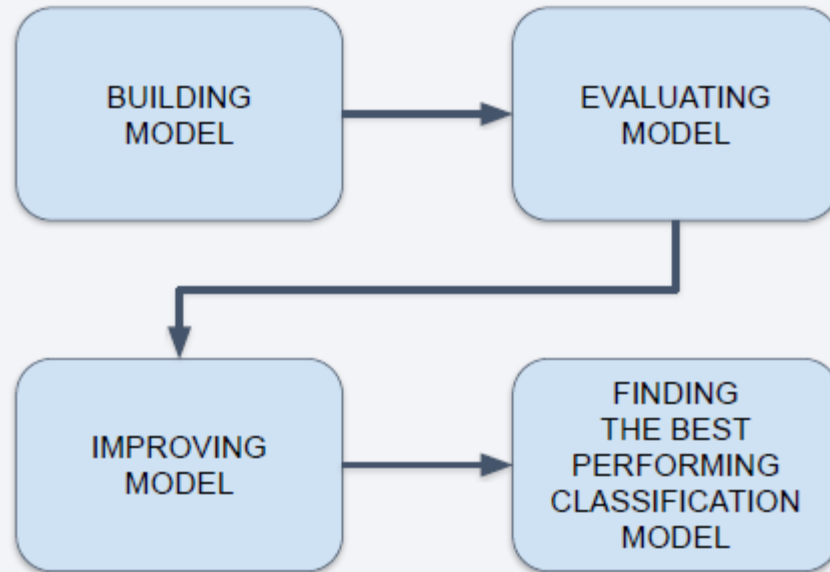 BUILDING
MODEL
EVALUATING
MODEL
IMPROVING
MODEL
FINDING
THE BEST
PERFORMING
CLASSIFICATION
MODEL